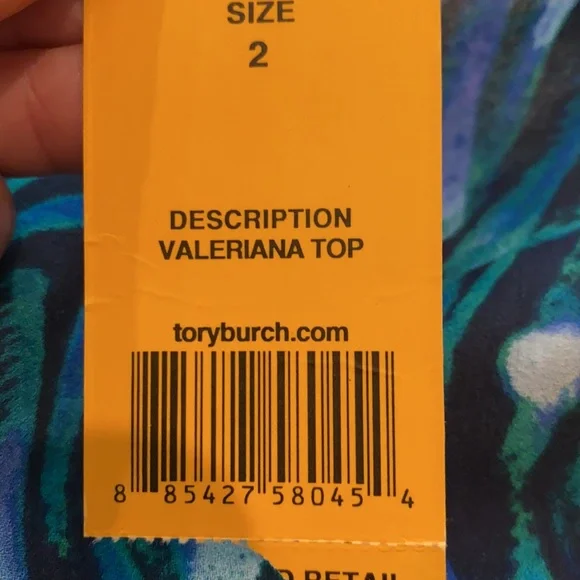 SIZE
2
DESCRIPTION
VALERIANA TOP
toryburch.com
8 85427 58045 4